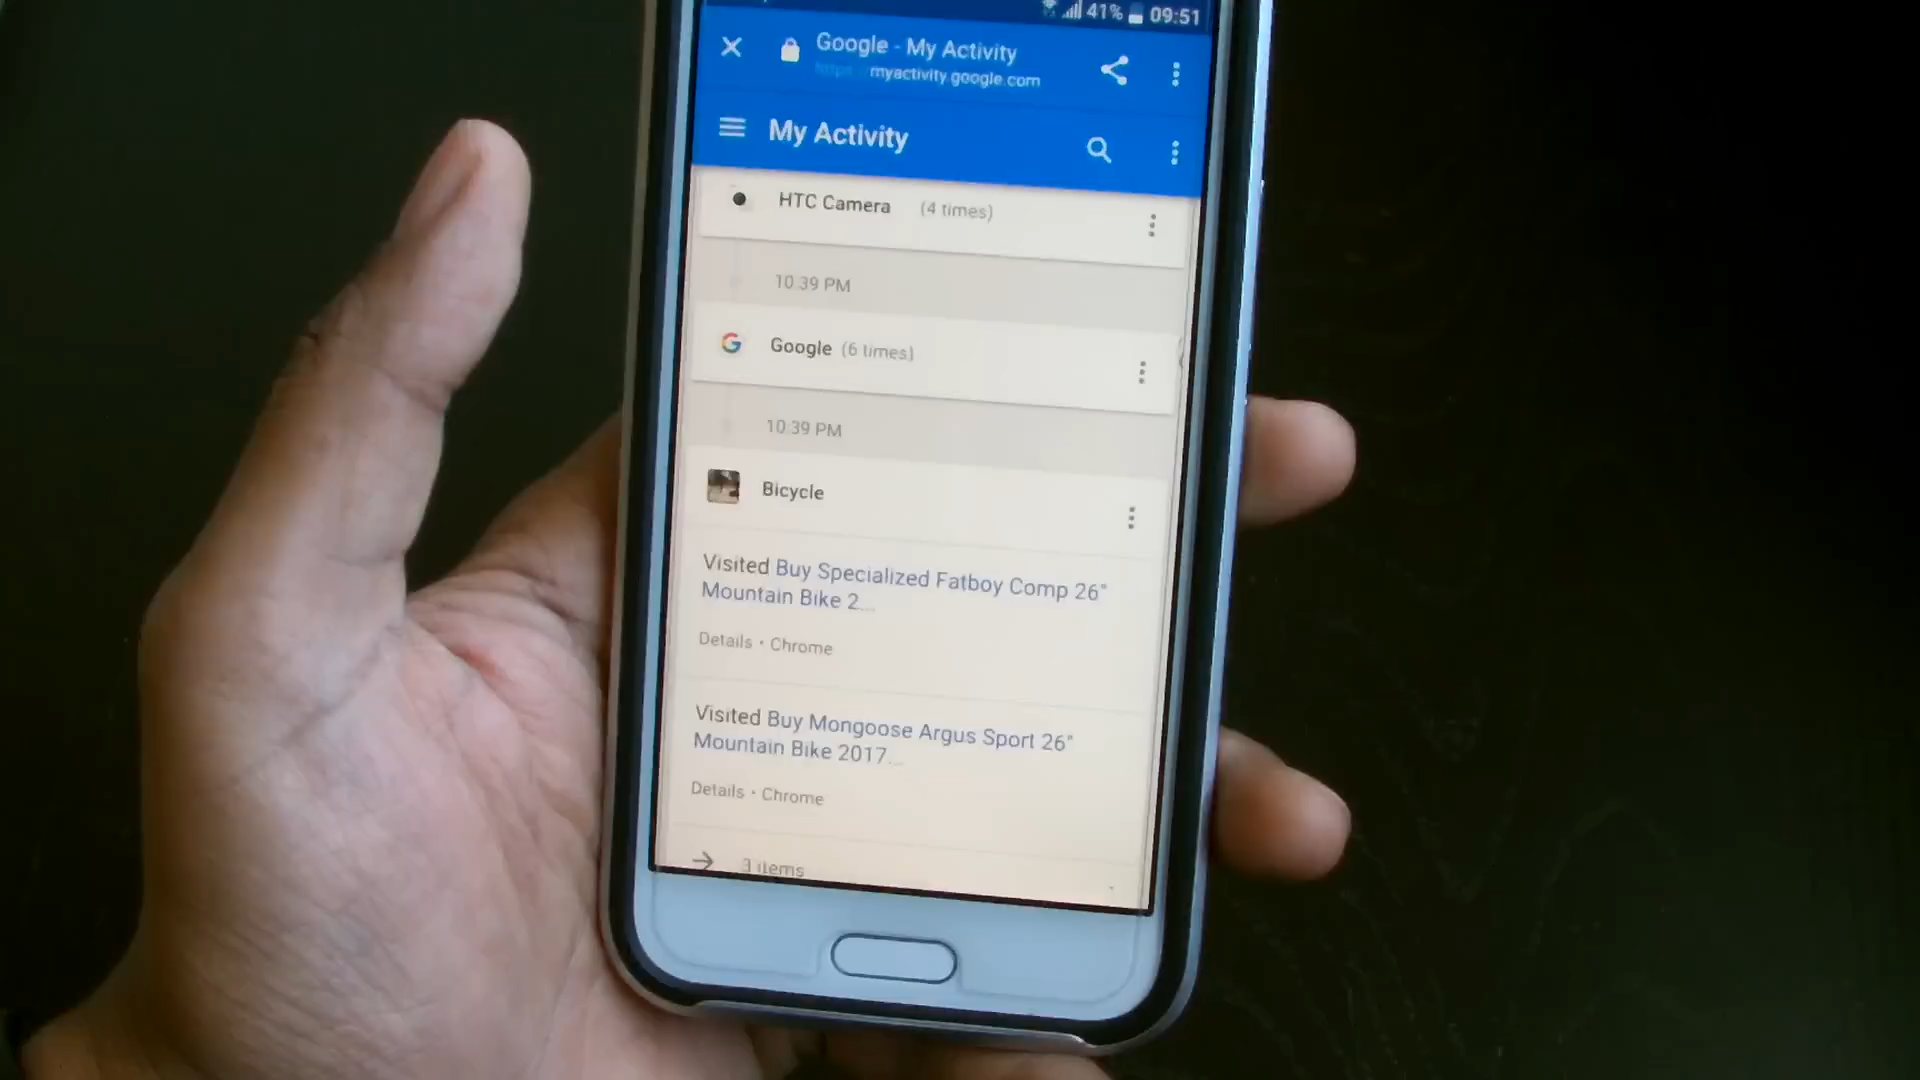 41% 09:51
Google - My Activity
https://myactivity.google.com
My Activity
HTC Camera (4 times)
10:39 PM
Google (6 times)
10:39 PM
Bicycle
Visited Buy Specialized Fatboy Comp 26"
Mountain Bike 2...
Details • Chrome
Visited Buy Mongoose Argus Sport 26"
Mountain Bike 2017...
Details • Chrome
3 items